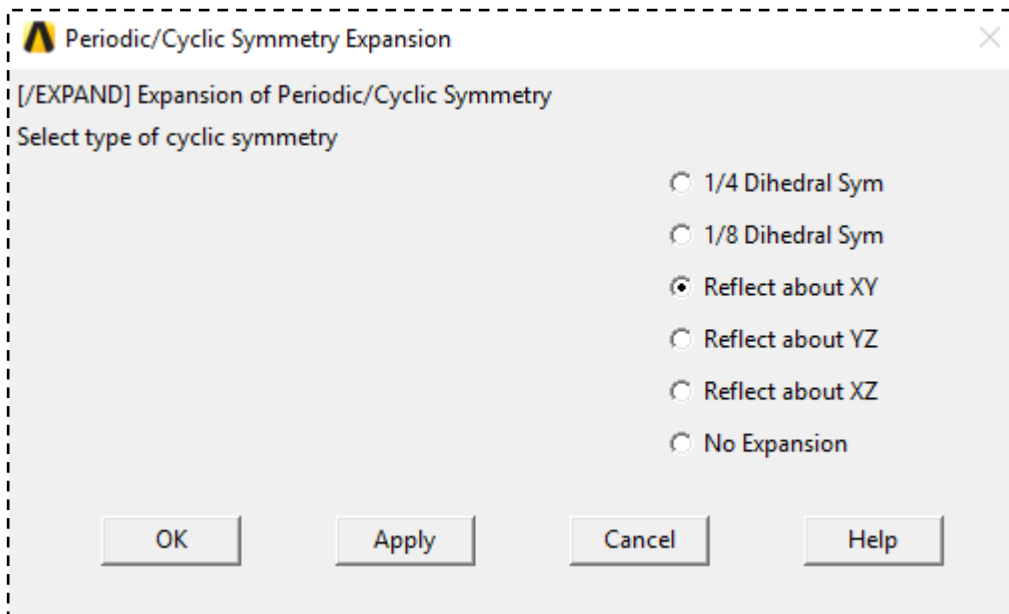 Periodic/Cyclic Symmetry Expansion
[/EXPAND] Expansion of Periodic/Cyclic Symmetry
Select type of cyclic symmetry
1/4 Dihedral Sym
1/8 Dihedral Sym
Reflect about XY
Reflect about YZ
Reflect about XZ
No Expansion
OK Apply Cancel Help